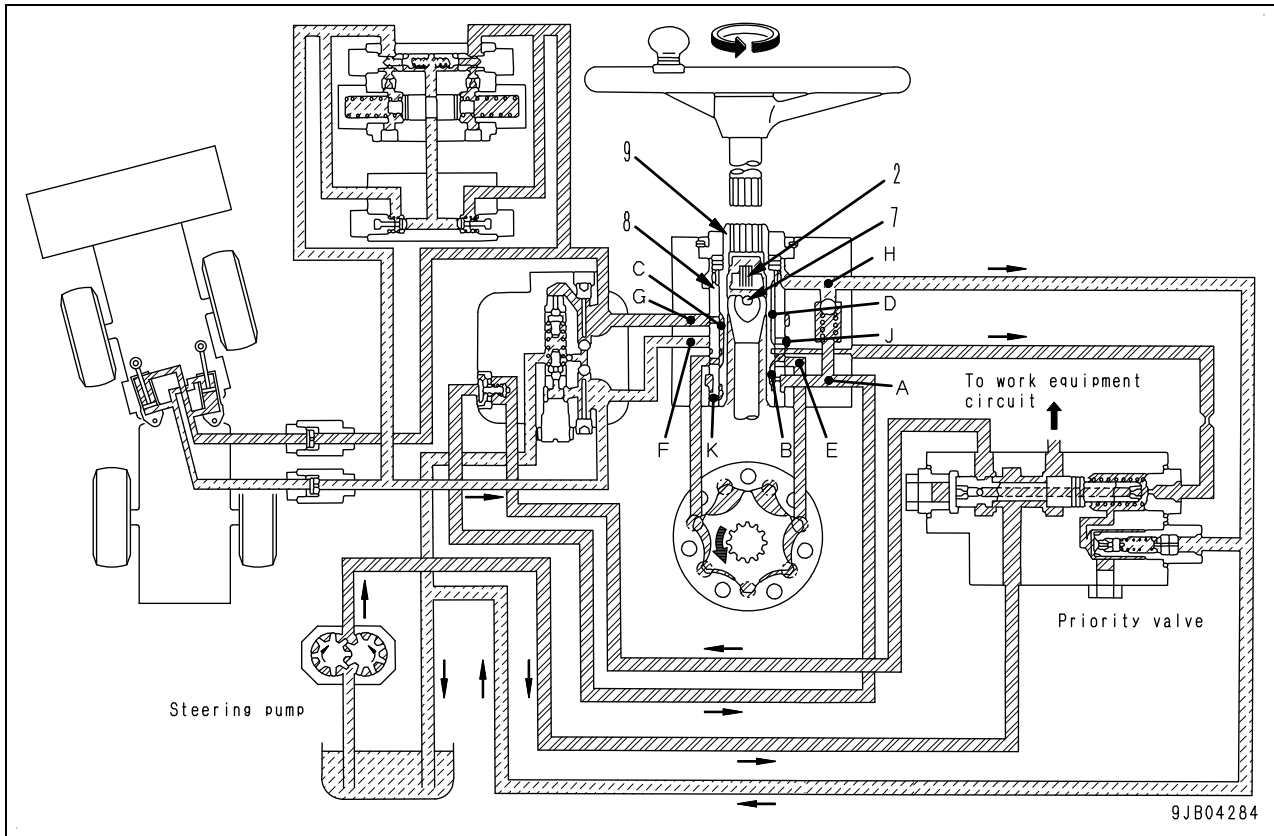 9
2
8
7
H
C
D
G
J
F
A
To work equipment
circuit
K
B
E
Priority valve
Steering pump
9JB04284